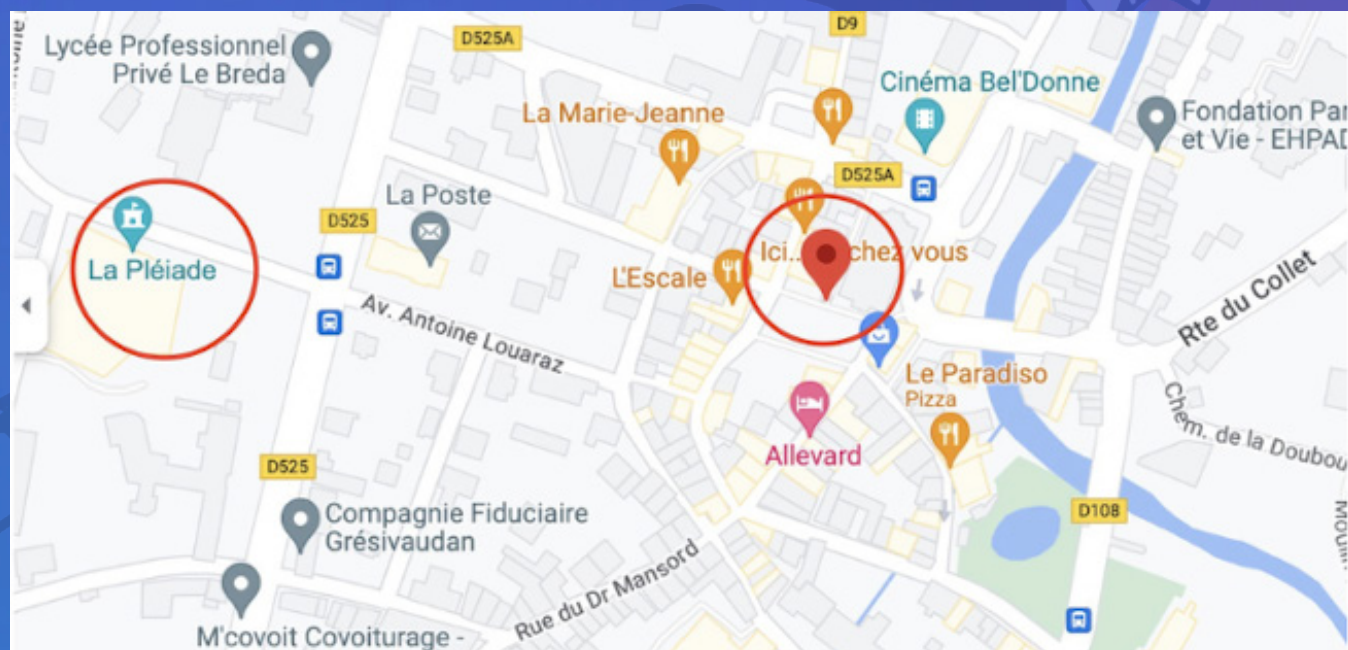 Lycée Professionnel
Privé Le Breda
D525A
D9
Cinéma Bel'Donne
La Marie-Jeanne
Fondation Par
et Vie - EHPAD
D525A
La Poste
D525
La Pléiade
Ici... chez vous
L'Escale
Av. Antoine Louaraz
Rte du Collet
Le Paradiso
Pizza
Chem. de la Doubou
Allevard
D525
D108
Compagnie Fiduciaire
Grésivaudan
Rue du Dr Mansord
M'covoit Covoiturage -